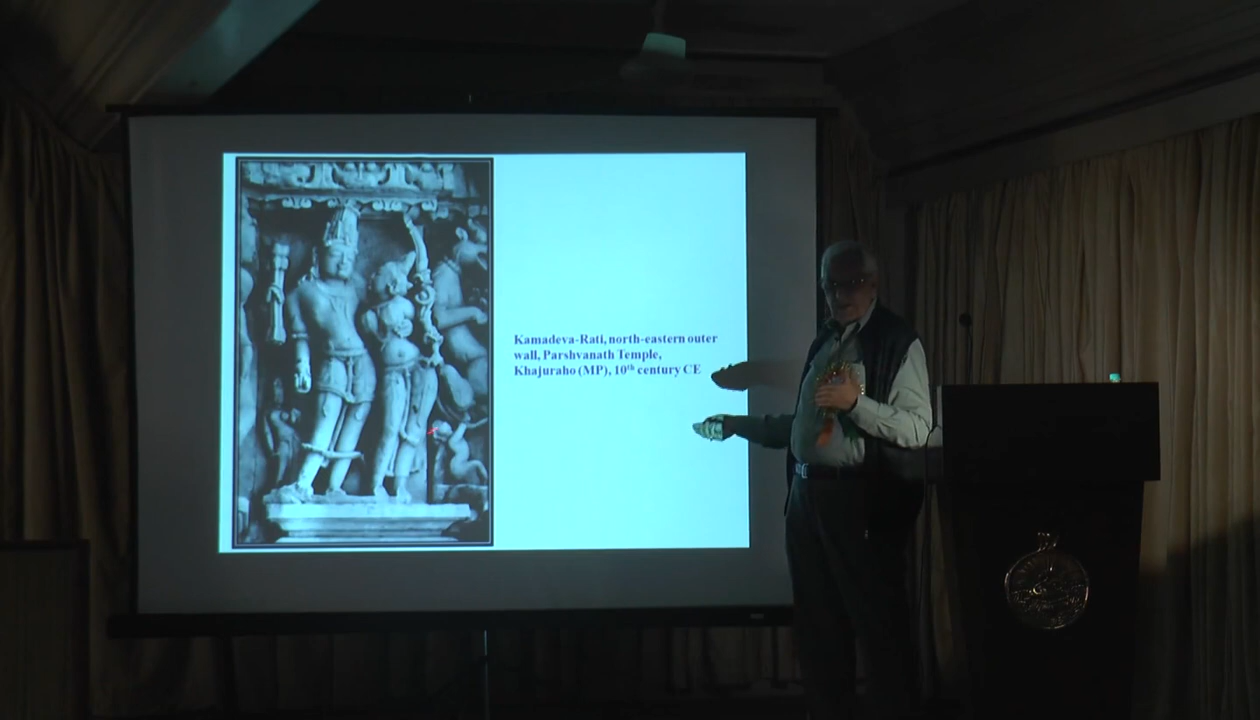 Kamadeva-Rati, north-eastern outer
wall, Parshvanath Temple,
Khajuraho (MP), 10th century CE